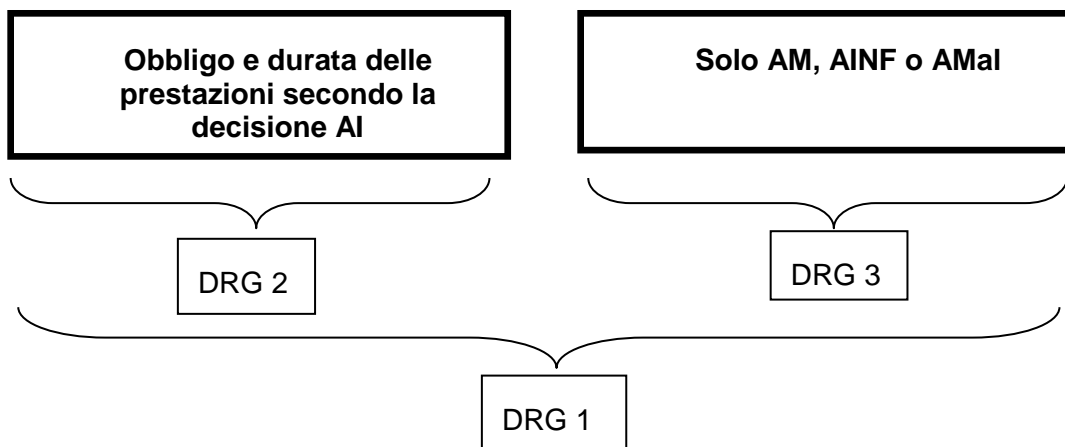 Obbligo e durata delle
prestazioni secondo la
decisione AI
Solo AM, AINF o AMal
DRG 2
DRG 3
DRG 1